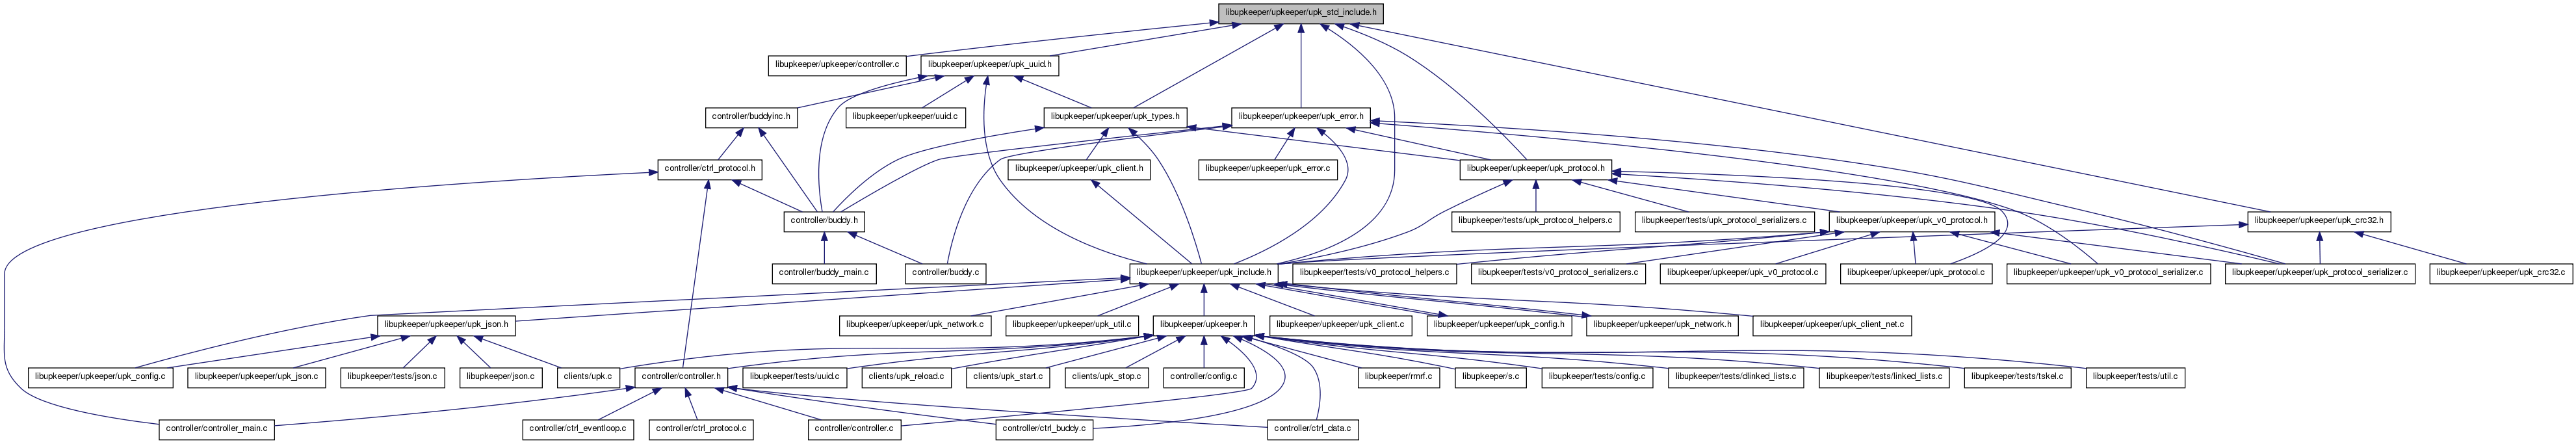 libupkeeper/upkeeper/upk_std_include.h
libupkeeper/upkeeper/controller.c
libupkeeper/upkeeper/upk_uuid.h
controller/buddyinc.h
libupkeeper/upkeeper/uuid.c
libupkeeper/upkeeper/upk_types.h
libupkeeper/upkeeper/upk_error.h
controller/ctrl_protocol.h
libupkeeper/upkeeper/upk_client.h
libupkeeper/upkeeper/upk_error.c
libupkeeper/upkeeper/upk_protocol.h
controller/buddy.h
libupkeeper/tests/upk_protocol_helpers.c
libupkeeper/tests/upk_protocol_serializers.c
libupkeeper/upkeeper/upk_v0_protocol.h
libupkeeper/upkeeper/upk_crc32.h
controller/buddy_main.c
controller/buddy.c
libupkeeper/upkeeper/upk_include.h
libupkeeper/tests/v0_protocol_helpers.c
libupkeeper/tests/v0_protocol_serializers.c
libupkeeper/upkeeper/upk_v0_protocol.c
libupkeeper/upkeeper/upk_protocol.c
libupkeeper/upkeeper/upk_v0_protocol_serializer.c
libupkeeper/upkeeper/upk_protocol_serializer.c
libupkeeper/upkeeper/upk_crc32.c
libupkeeper/upkeeper/upk_json.h
libupkeeper/upkeeper/upk_network.c
libupkeeper/upkeeper/upk_util.c
libupkeeper/upkeeper.h
libupkeeper/upkeeper/upk_client.c
libupkeeper/upkeeper/upk_config.h
libupkeeper/upkeeper/upk_network.h
libupkeeper/upkeeper/upk_client_net.c
libupkeeper/upkeeper/upk_config.c
libupkeeper/upkeeper/upk_json.c
libupkeeper/tests/json.c
libupkeeper/json.c
clients/upk.c
controller/controller.h
libupkeeper/tests/uuid.c
clients/upk_reload.c
clients/upk_start.c
clients/upk_stop.c
controller/config.c
libupkeeper/rmrf.c
libupkeeper/s.c
libupkeeper/tests/config.c
libupkeeper/tests/dlinked_lists.c
libupkeeper/tests/linked_lists.c
libupkeeper/tests/tskel.c
libupkeeper/tests/util.c
controller/controller_main.c
controller/ctrl_eventloop.c
controller/ctrl_protocol.c
controller/controller.c
controller/ctrl_buddy.c
controller/ctrl_data.c